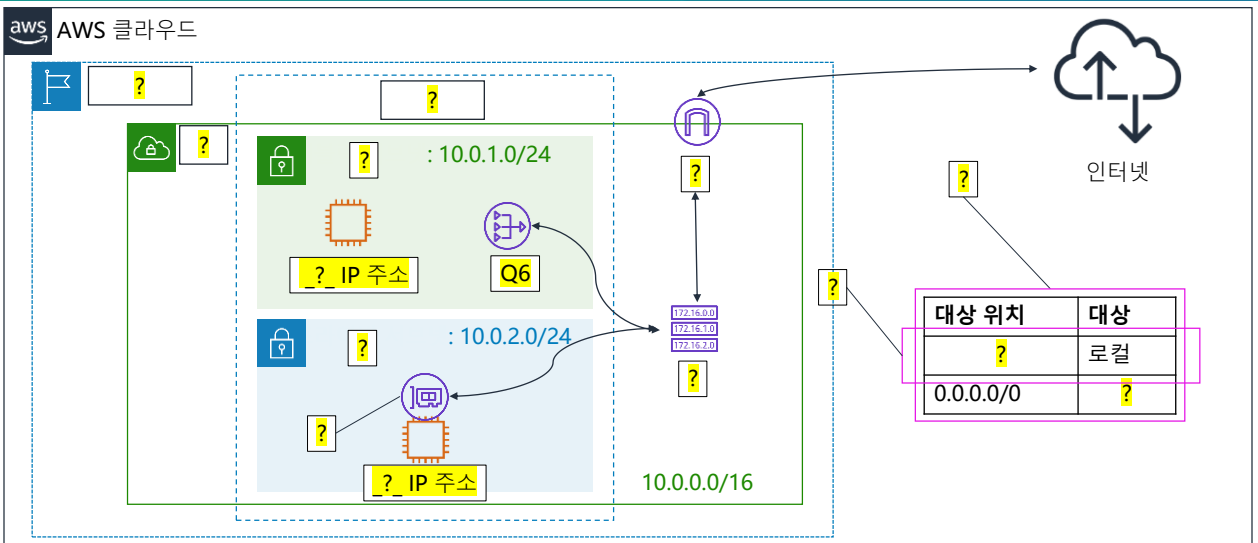 aws AWS 클라우드
?
?
?
? : 10.0.1.0/24
_?_ IP 주소
Q6
?
인터넷
?
? : 10.0.2.0/24
?
_?_ IP 주소
172.16.0.0
172.16.1.0
172.16.2.0
?
10.0.0.0/16
?
대상 위치 대상
? 로컬
0.0.0.0/0 ?